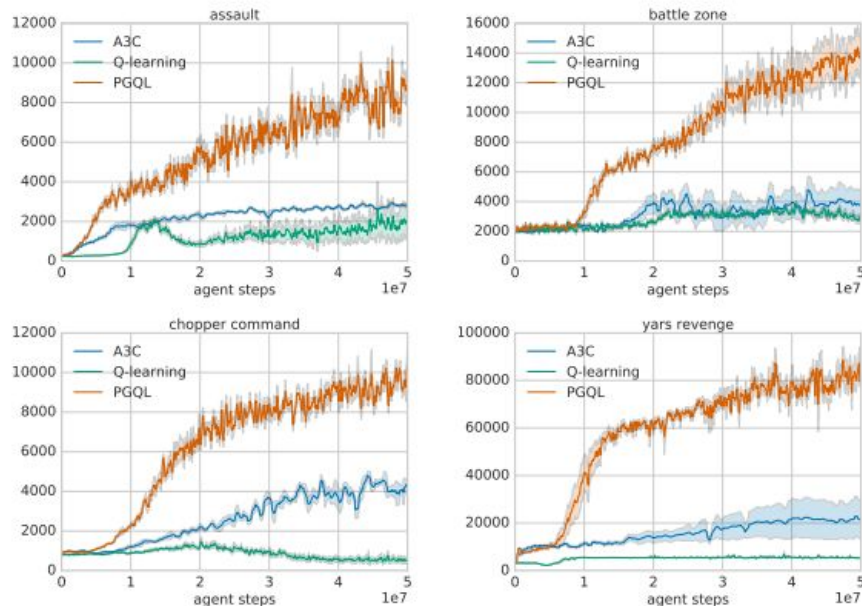 assault
12000
10000
8000
6000
4000
2000
0
A3C
Q-learning
PGQL
0 1 2 3 4 5
agent steps 1e7
battle zone
16000
14000
12000
10000
8000
6000
4000
2000
0
A3C
Q-learning
PGQL
0 1 2 3 4 5
agent steps 1e7
chopper command
12000
10000
8000
6000
4000
2000
0
A3C
Q-learning
PGQL
0 1 2 3 4 5
agent steps 1e7
yars revenge
100000
80000
60000
40000
20000
0
A3C
Q-learning
PGQL
0 1 2 3 4 5
agent steps 1e7